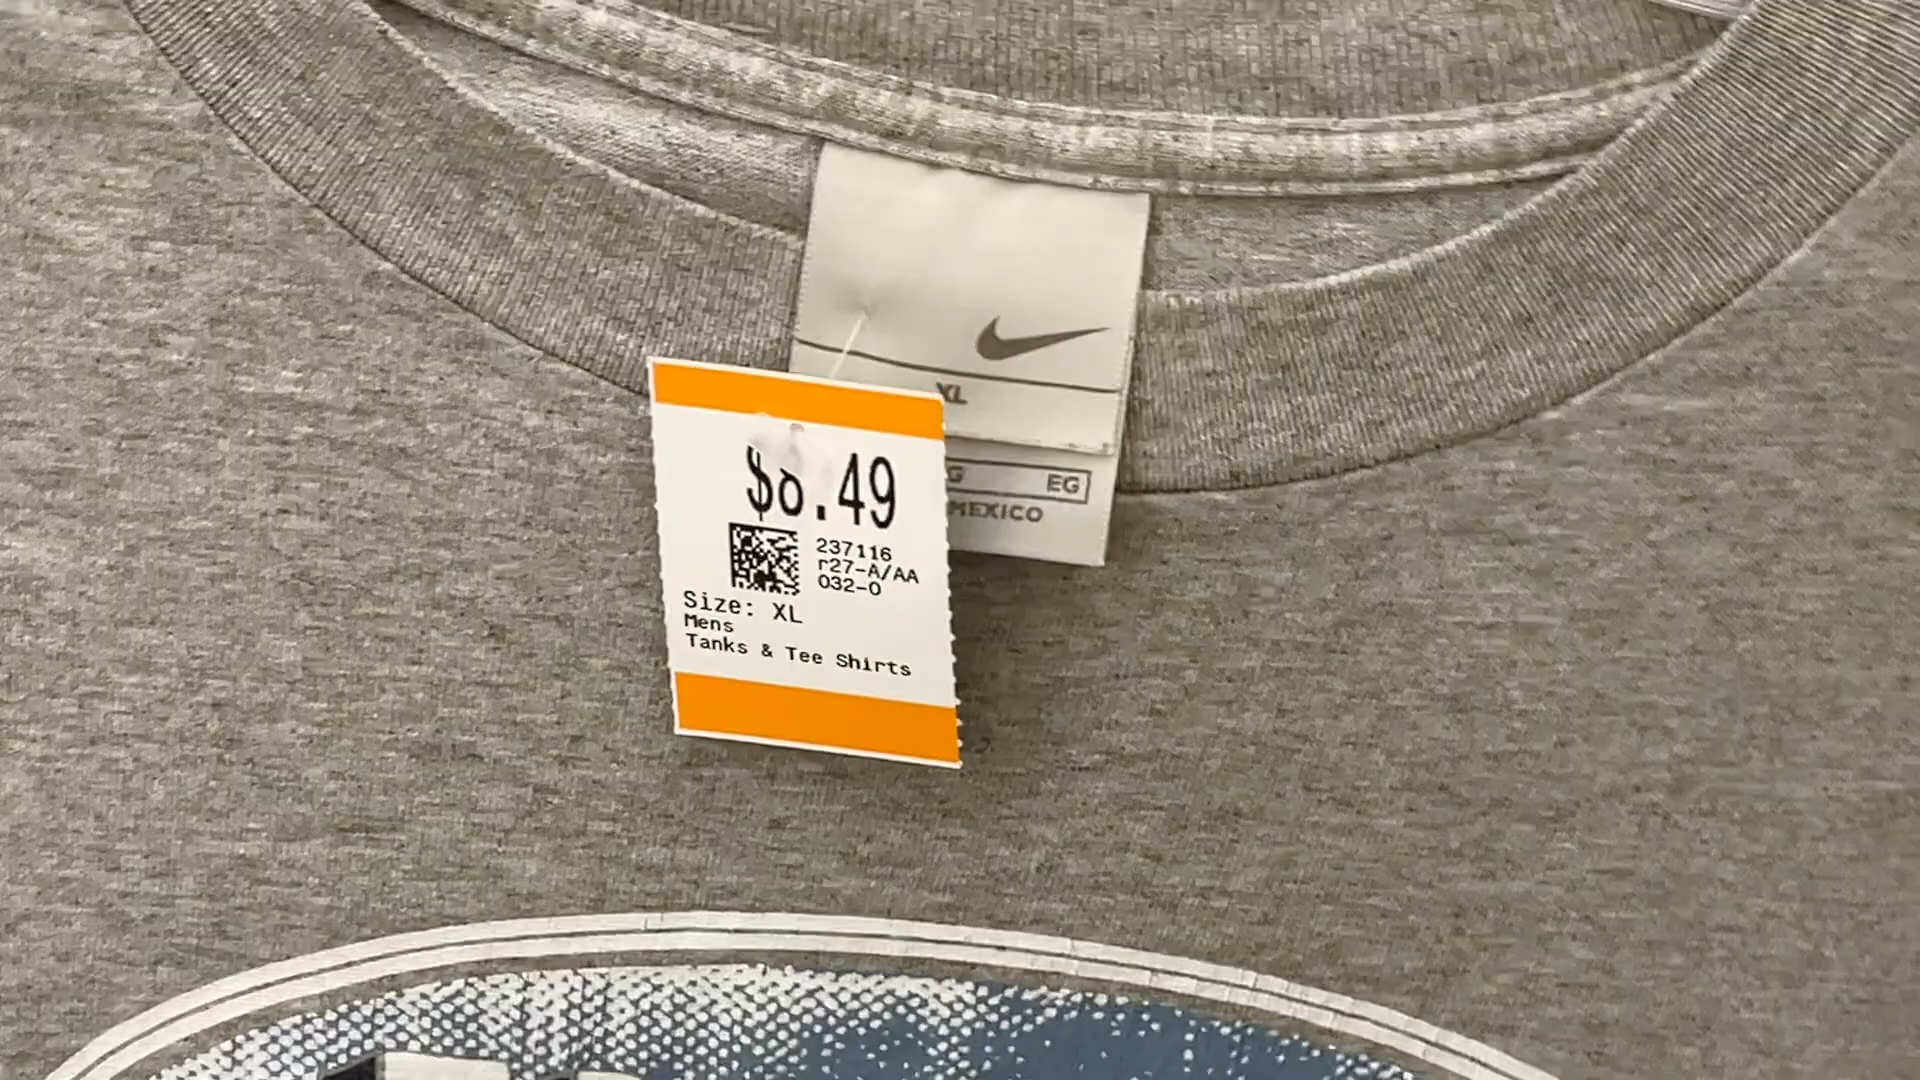 XL
$8.49
EG
MEXICO
237116
r27-A/AA
032-0
Size: XL
Mens
Tanks & Tee Shirts